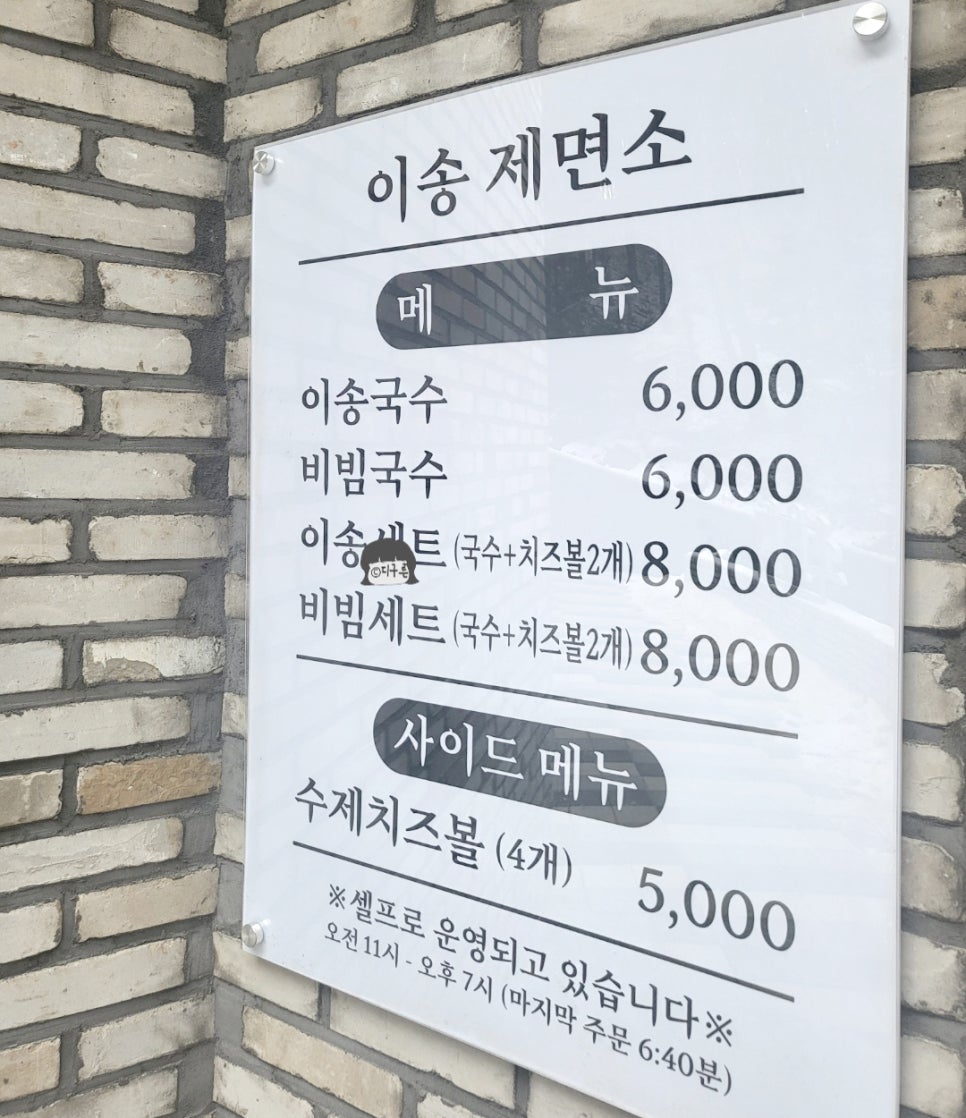 이송 제면소
메 뉴
이송국수 6,000
비빔국수 6,000
이송세트 (국수+치즈볼2개) 8,000
©디구른
비빔세트 (국수+치즈볼2개) 8,000
사이드 메뉴
수제치즈볼 (4개) 5,000
※셀프로 운영되고 있습니다※
오전 11시 - 오후 7시 (마지막 주문 6:40분)